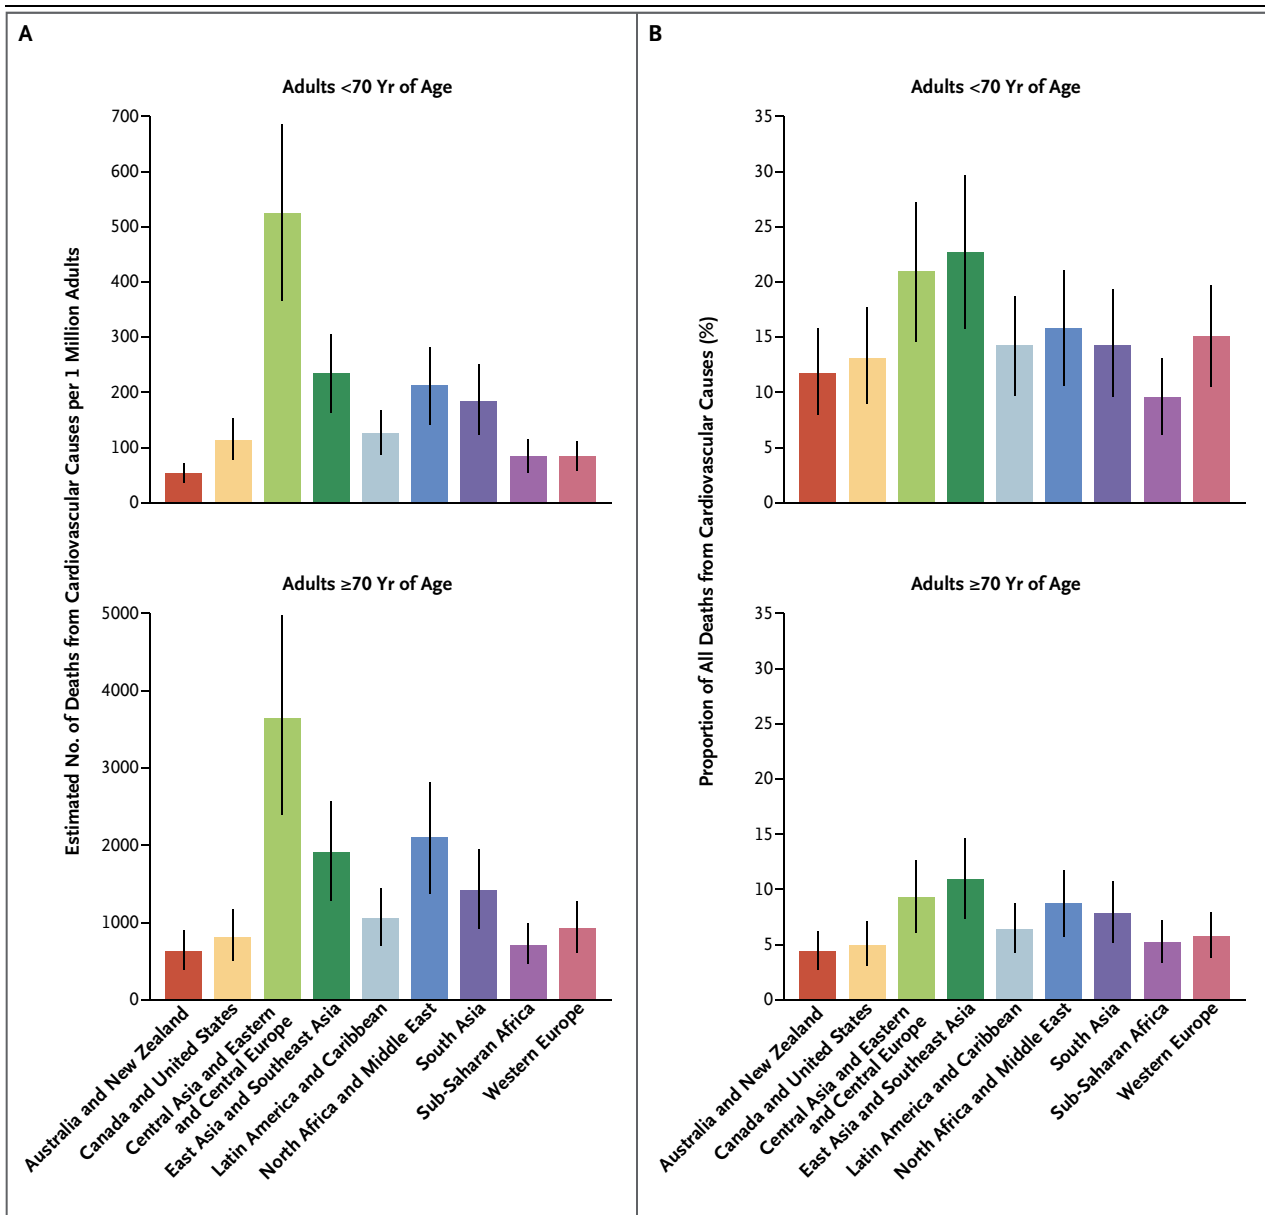 A
Estimated No. of Deaths from Cardiovascular Causes per 1 Million Adults
Adults <70 Yr of Age
700
600
500
400
300
200
100
0
Adults ≥70 Yr of Age
5000
4000
3000
2000
1000
0
Australia and New Zealand
Canada and United States
Central Asia and Eastern
and Central Europe
East Asia and Southeast Asia
Latin America and Caribbean
North Africa and Middle East
South Asia
Sub-Saharan Africa
Western Europe
B
Proportion of All Deaths from Cardiovascular Causes (%)
Adults <70 Yr of Age
35
30
25
20
15
10
5
0
Adults ≥70 Yr of Age
35
30
25
20
15
10
5
0
Australia and New Zealand
Canada and United States
Central Asia and Eastern
and Central Europe
East Asia and Southeast Asia
Latin America and Caribbean
North Africa and Middle East
South Asia
Sub-Saharan Africa
Western Europe